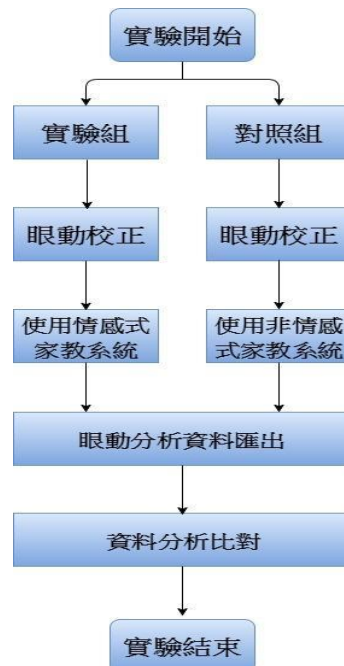 實驗開始
實驗組
對照組
眼動校正
眼動校正
使用情感式
家教系統
使用非情感
式家教系統
眼動分析資料匯出
資料分析比對
實驗結束